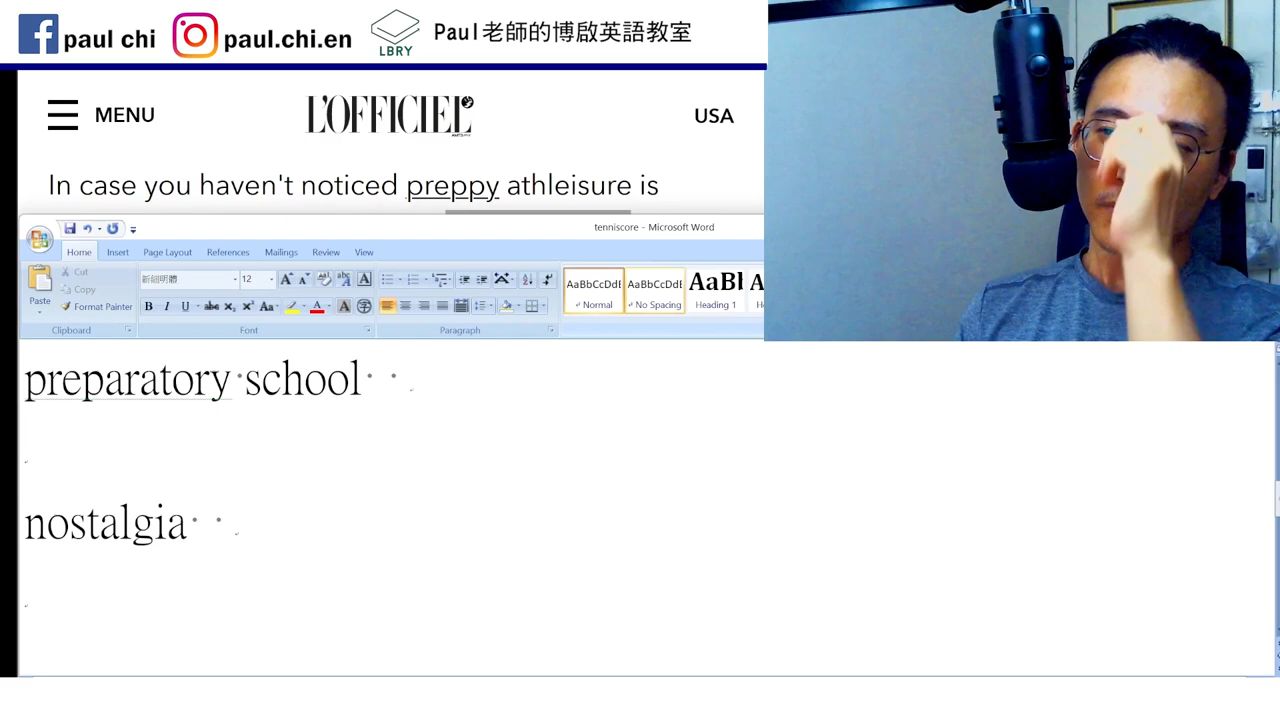 paul chi
paul.chi.en
LBRY
Paul老師的博啟英語教室
MENU
L'OFFICIEL
USA
In case you haven't noticed preppy athleisure is
tenniscore - Microsoft Word
Home Insert Page Layout References Mailings Review View
Paste
Cut
Copy
Format Painter
Clipboard
新細明體
12
Font
Paragraph
AaBbCcDdE
Normal
AaBbCcDdE
No Spacing
AaBl
Heading 1
preparatory school
nostalgia